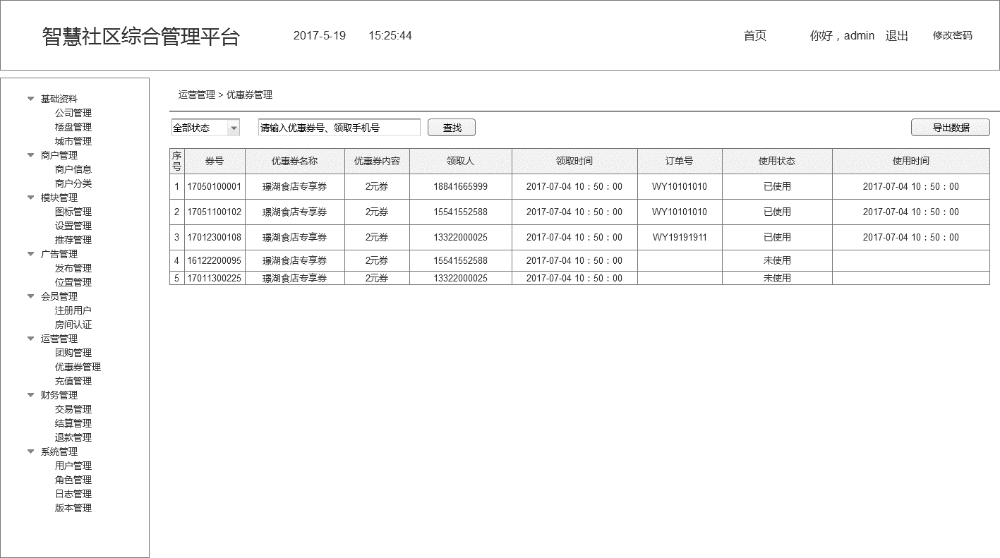 智慧社区综合管理平台 2017-5-19 15:25:44 首页 你好，admin 退出 修改密码
基础资料
公司管理
楼盘管理
城市管理
商户管理
商户信息
商户分类
模块管理
图标管理
设置管理
推荐管理
广告管理
发布管理
位置管理
会员管理
注册用户
房间认证
运营管理
团购管理
优惠券管理
充值管理
财务管理
交易管理
结算管理
退款管理
系统管理
用户管理
角色管理
日志管理
版本管理
运营管理 > 优惠券管理
全部状态 请输入优惠券号、领取手机号 查找 导出数据
序号 券号 优惠券名称 优惠券内容 领取人 领取时间 订单号 使用状态 使用时间
1 17050100001 璟湖食店专享券 2元券 18841665999 2017-07-04 10：50：00 WY10101010 已使用 2017-07-04 10：50：00
2 17051100102 璟湖食店专享券 2元券 15541552588 2017-07-04 10：50：00 WY10101010 已使用 2017-07-04 10：50：00
3 17012300108 璟湖食店专享券 2元券 13322000025 2017-07-04 10：50：00 WY19191911 已使用 2017-07-04 10：50：00
4 16122200095 璟湖食店专享券 2元券 15541552588 2017-07-04 10：50：00 未使用
5 17011300225 璟湖食店专享券 2元券 13322000025 2017-07-04 10：50：00 未使用